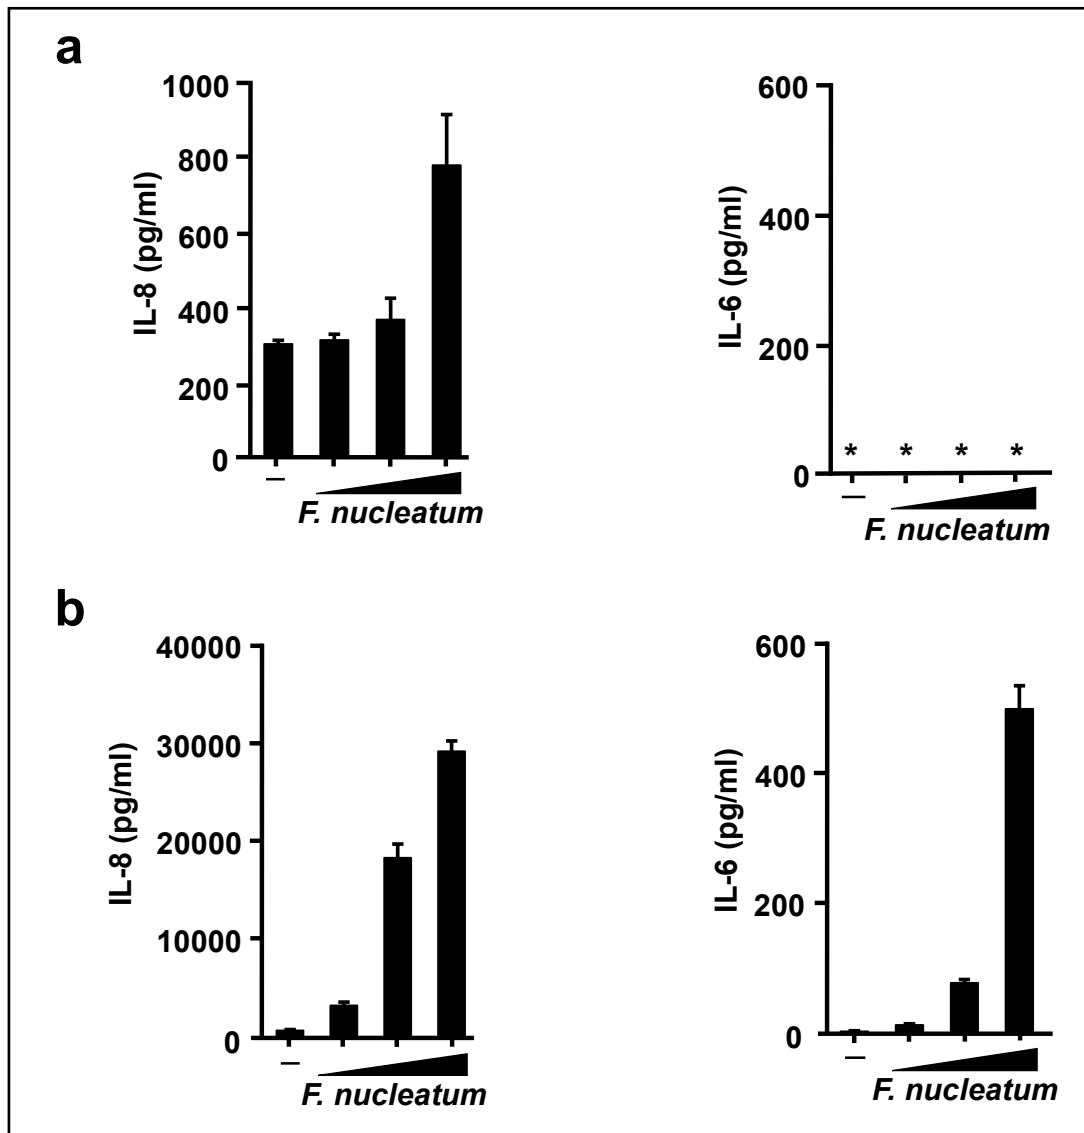 a
IL-8 (pg/ml)
1000
800
600
400
200
0
–
F. nucleatum
IL-6 (pg/ml)
600
400
200
0
* * * *
–
F. nucleatum
b
IL-8 (pg/ml)
40000
30000
20000
10000
0
–
F. nucleatum
IL-6 (pg/ml)
600
400
200
0
–
F. nucleatum